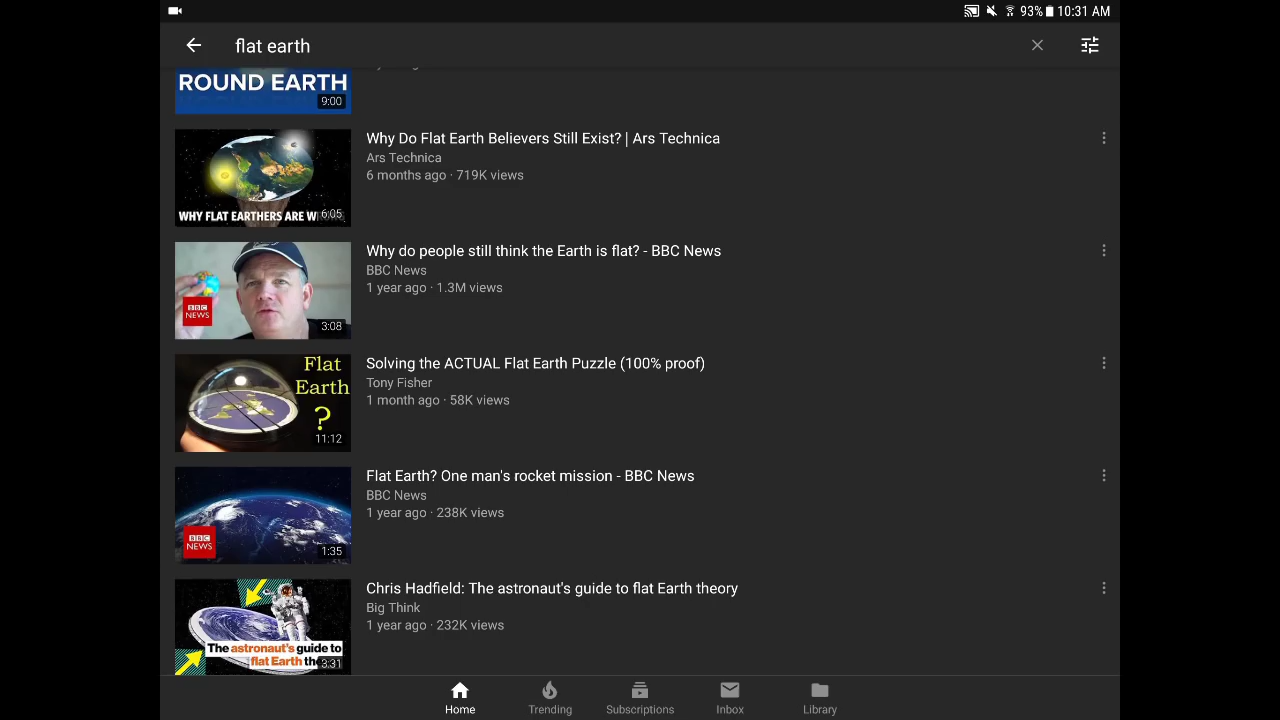 93% 10:31 AM
flat earth
ROUND EARTH
9:00
Why Do Flat Earth Believers Still Exist? | Ars Technica
Ars Technica
6 months ago · 719K views
WHY FLAT EARTHERS ARE
6:05
Why do people still think the Earth is flat? - BBC News
BBC News
1 year ago · 1.3M views
BBC
NEWS
3:08
Solving the ACTUAL Flat Earth Puzzle (100% proof)
Tony Fisher
1 month ago · 58K views
Flat
Earth
?
11:12
Flat Earth? One man's rocket mission - BBC News
BBC News
1 year ago · 238K views
BBC
NEWS
1:35
Chris Hadfield: The astronaut's guide to flat Earth theory
Big Think
1 year ago · 232K views
The astronaut's guide to
flat Earth
3:31
Home Trending Subscriptions Inbox Library